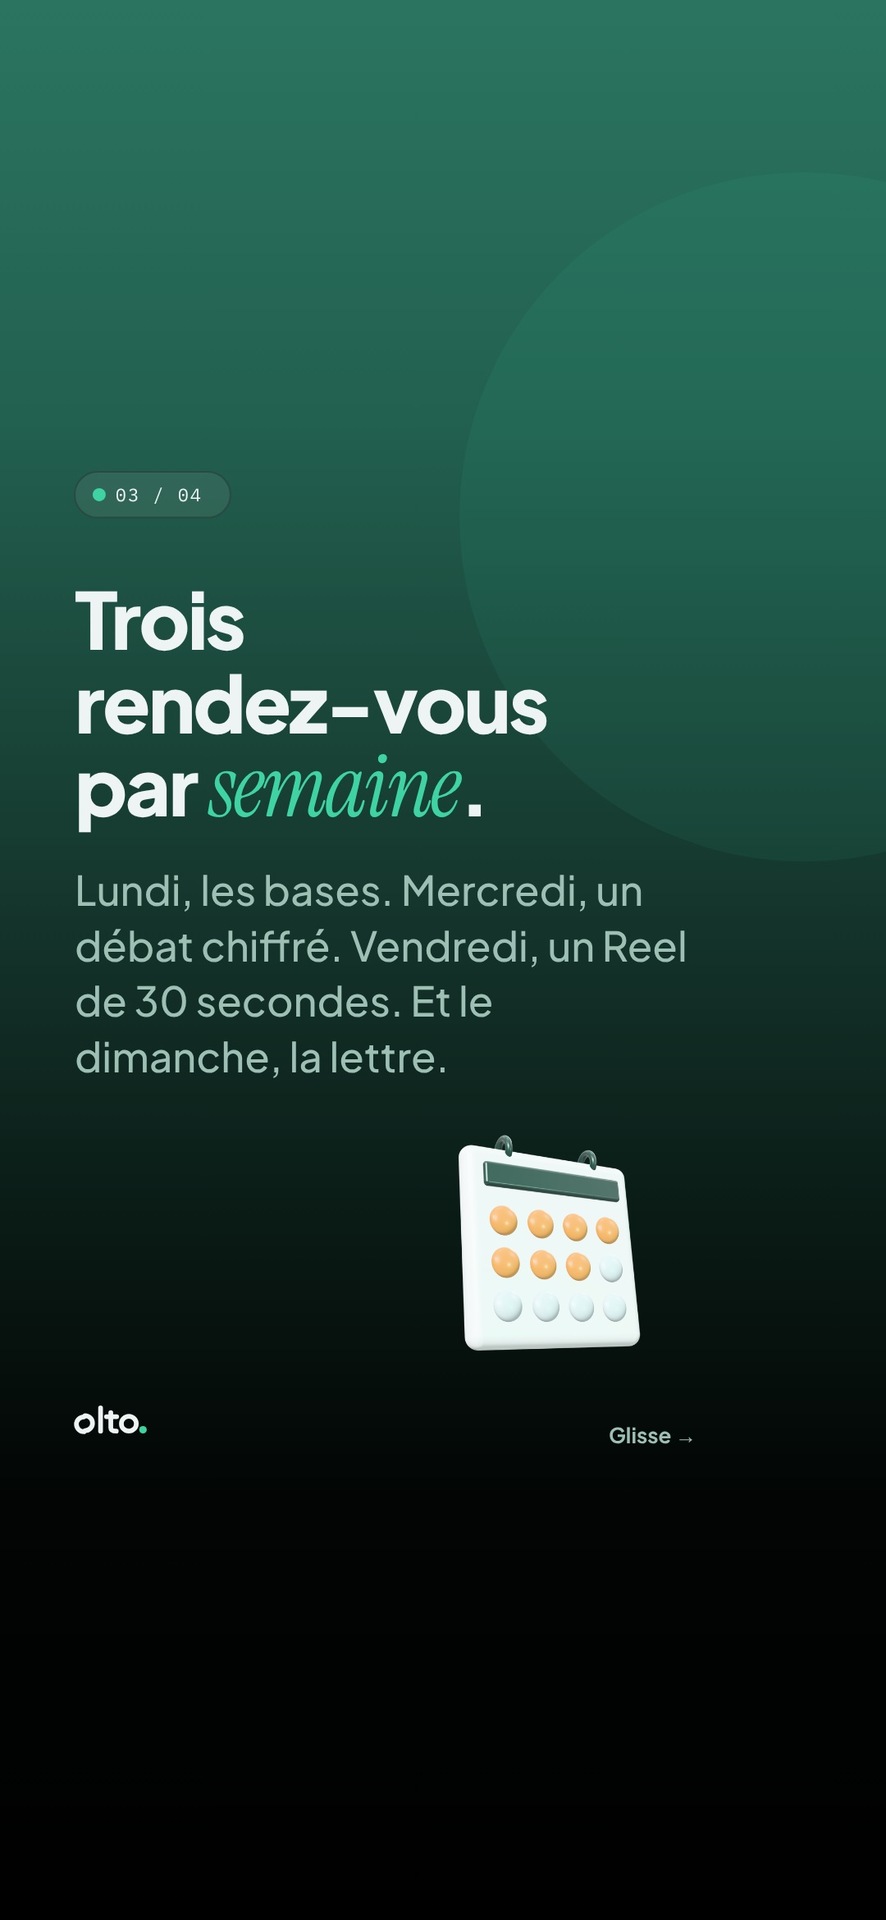 03 / 04
Trois
rendez-vous
par semaine.
Lundi, les bases. Mercredi, un
débat chiffré. Vendredi, un Reel
de 30 secondes. Et le
dimanche, la lettre.
olto.
Glisse →